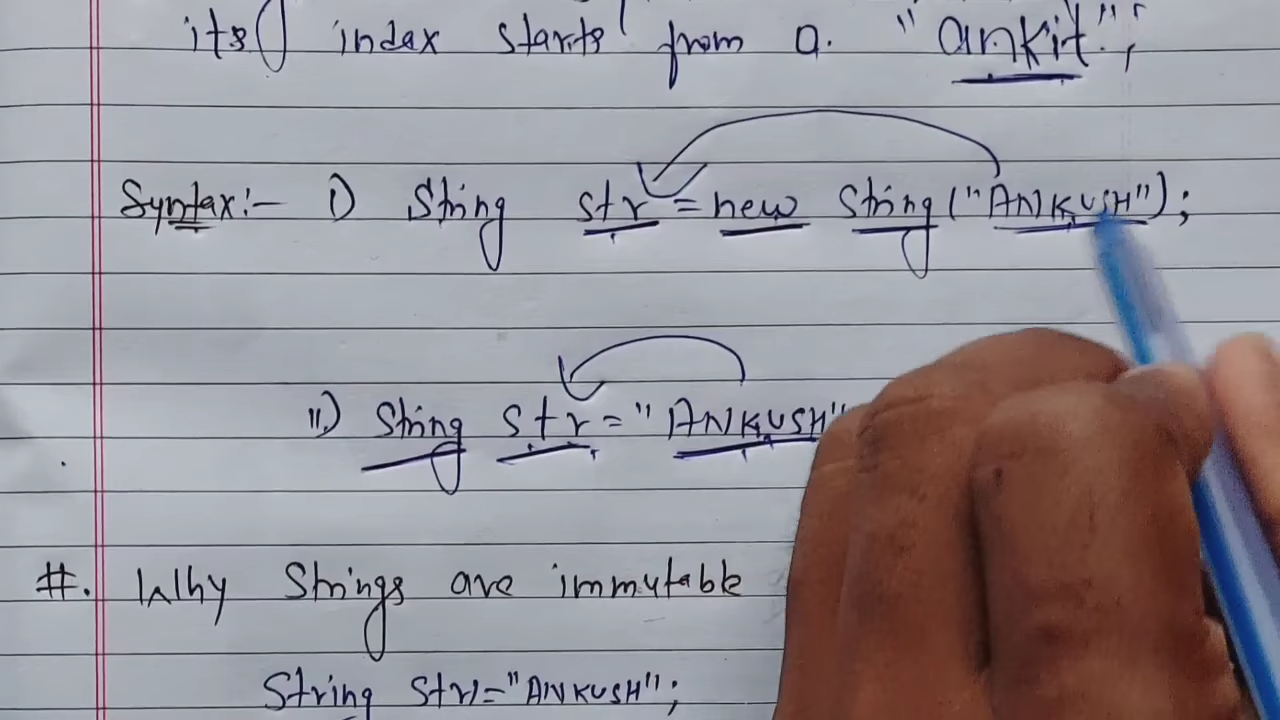 its index starts from 0. "ankit";
Syntax:- i) String str = new String("ANKUSH");
ii) String str = "ANKUSH"
#. Why Strings are immutable
String str1="ANKUSH";